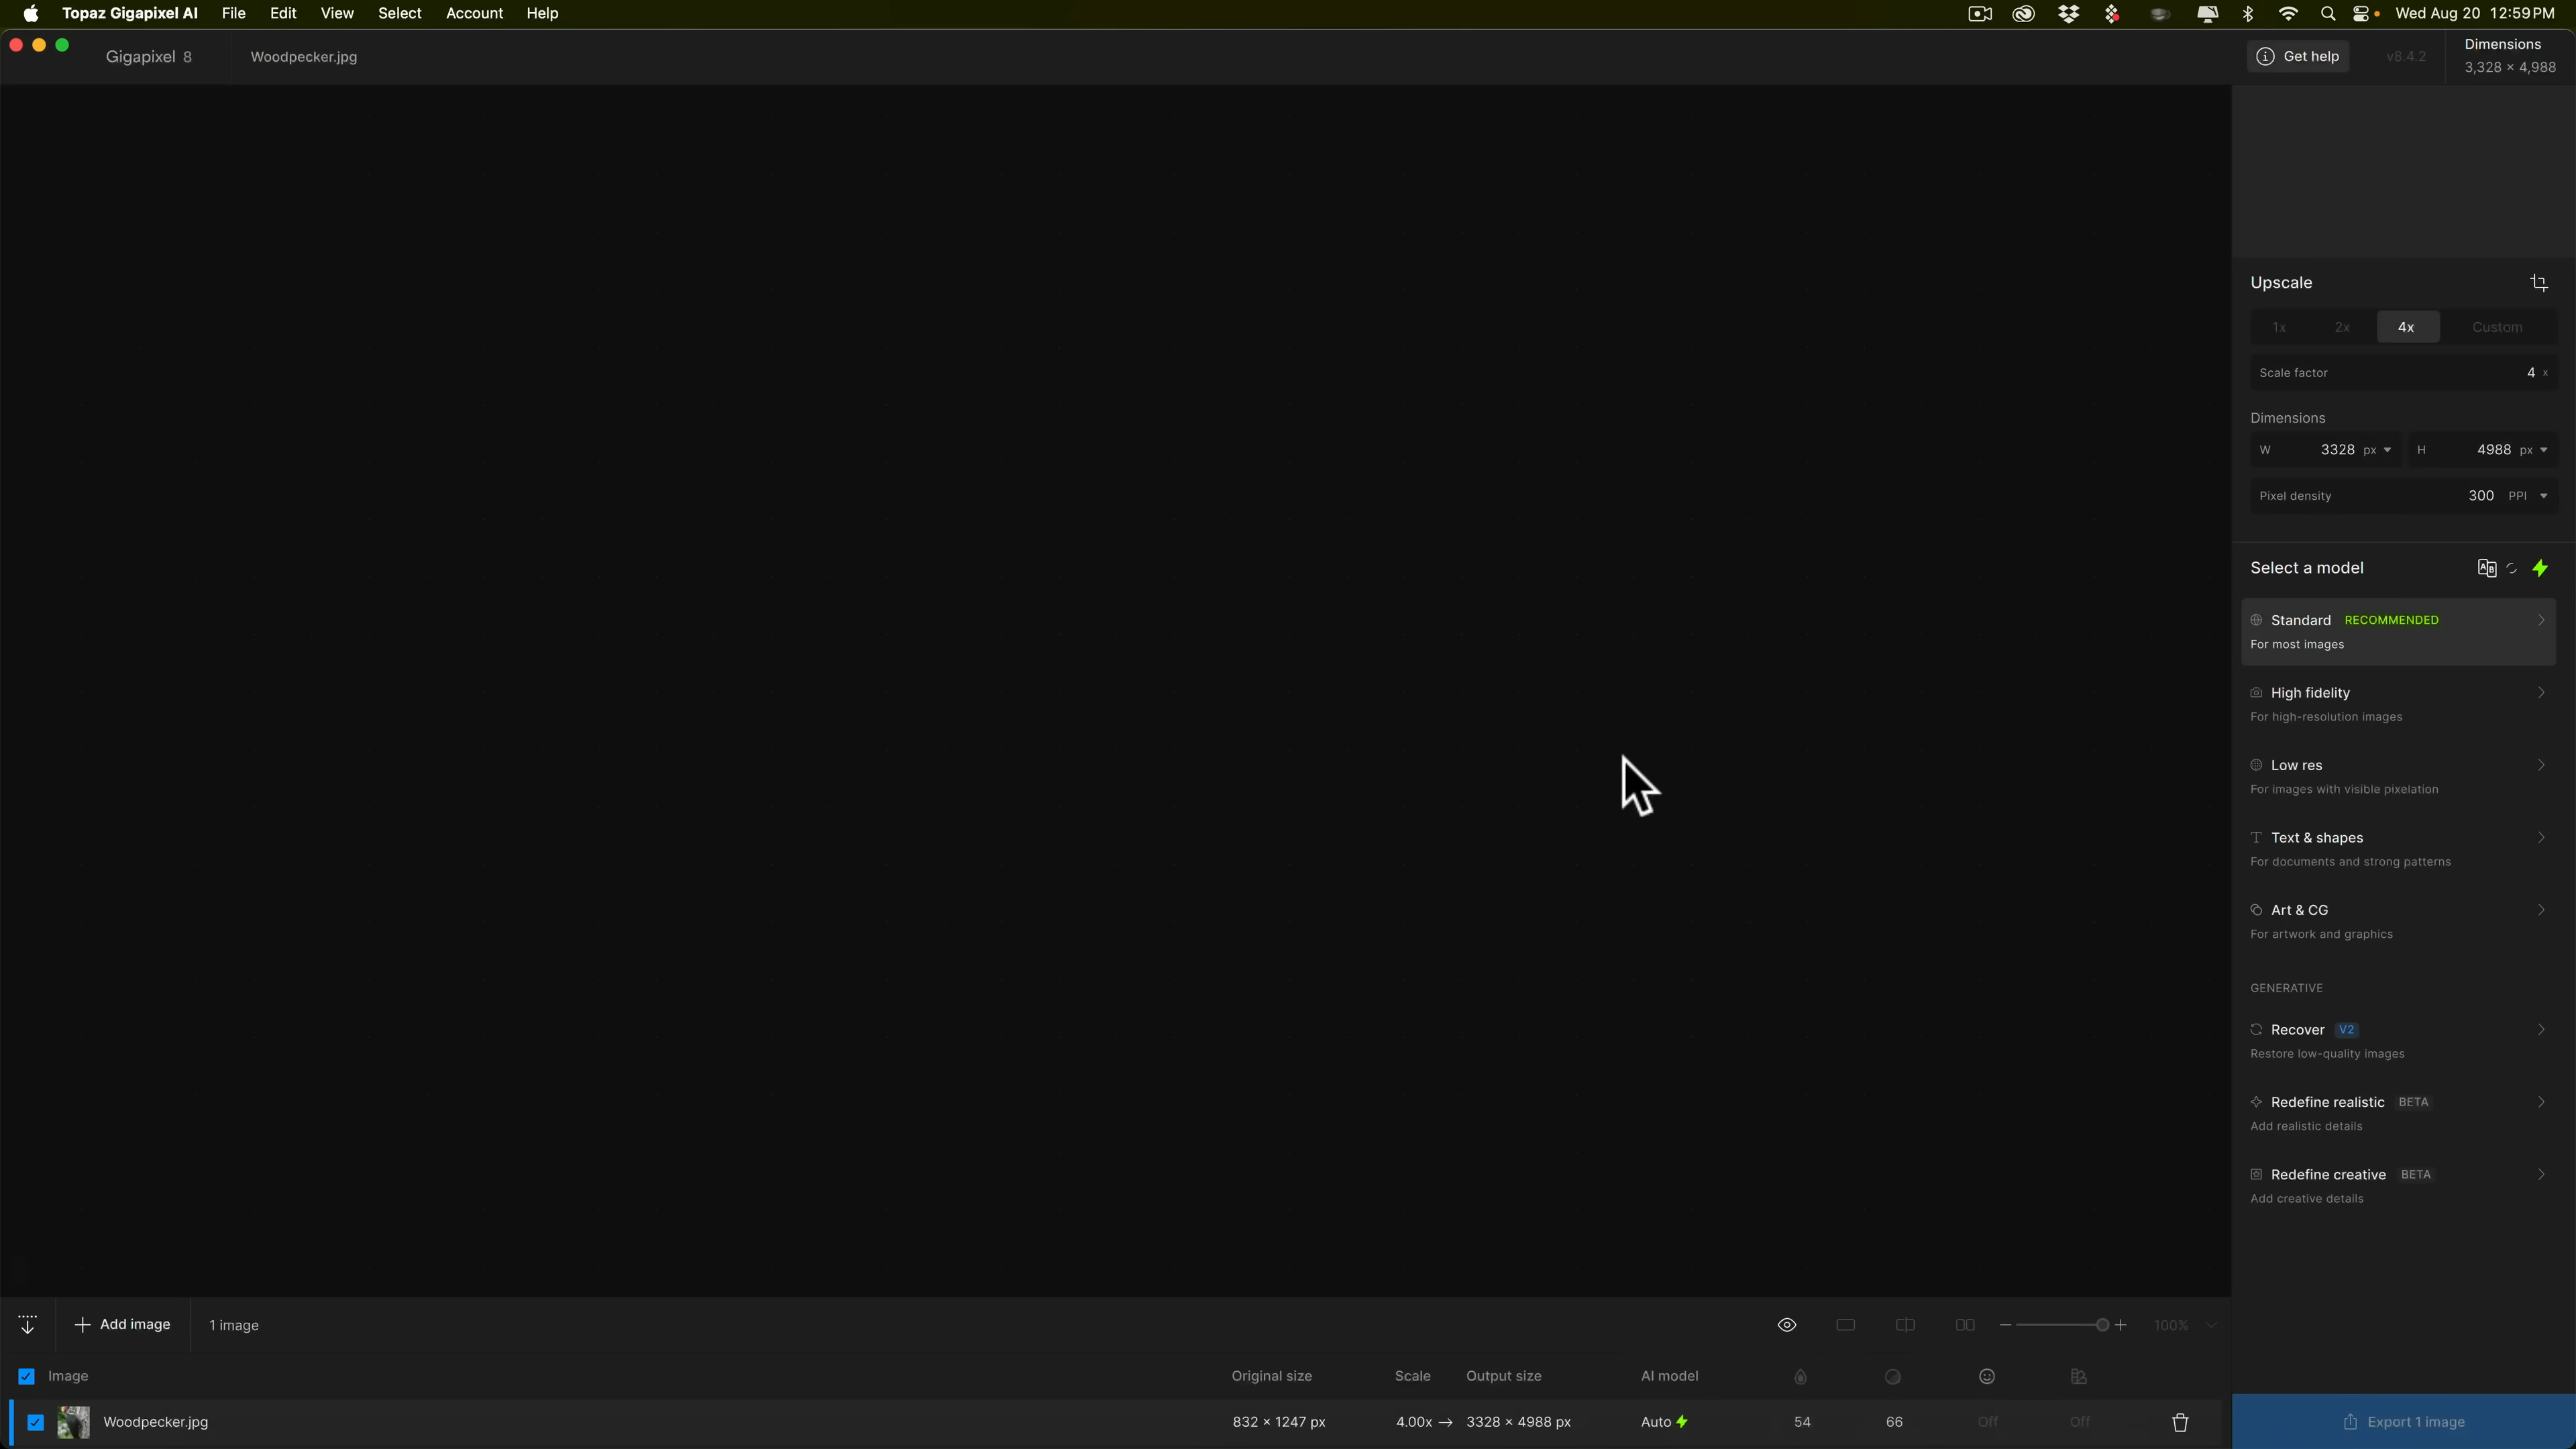 Topaz Gigapixel AI File Edit View Select Account Help Wed Aug 20 12:59 PM
Gigapixel 8 Woodpecker.jpg Get help v8.4.2 Dimensions
3,328 × 4,988
Upscale
1x 2x 4x Custom
Scale factor 4 x
Dimensions
W 3328 px H 4988 px
Pixel density 300 PPI
Select a model
Standard RECOMMENDED
For most images
High fidelity
For high-resolution images
Low res
For images with visible pixelation
Text & shapes
For documents and strong patterns
Art & CG
For artwork and graphics
GENERATIVE
Recover V2
Restore low-quality images
Redefine realistic BETA
Add realistic details
Redefine creative BETA
Add creative details
Add image 1 image 100%
Image Original size Scale Output size AI model
Woodpecker.jpg 832 × 1247 px 4.00x → 3328 × 4988 px Auto 54 66 Off Off
Export 1 image